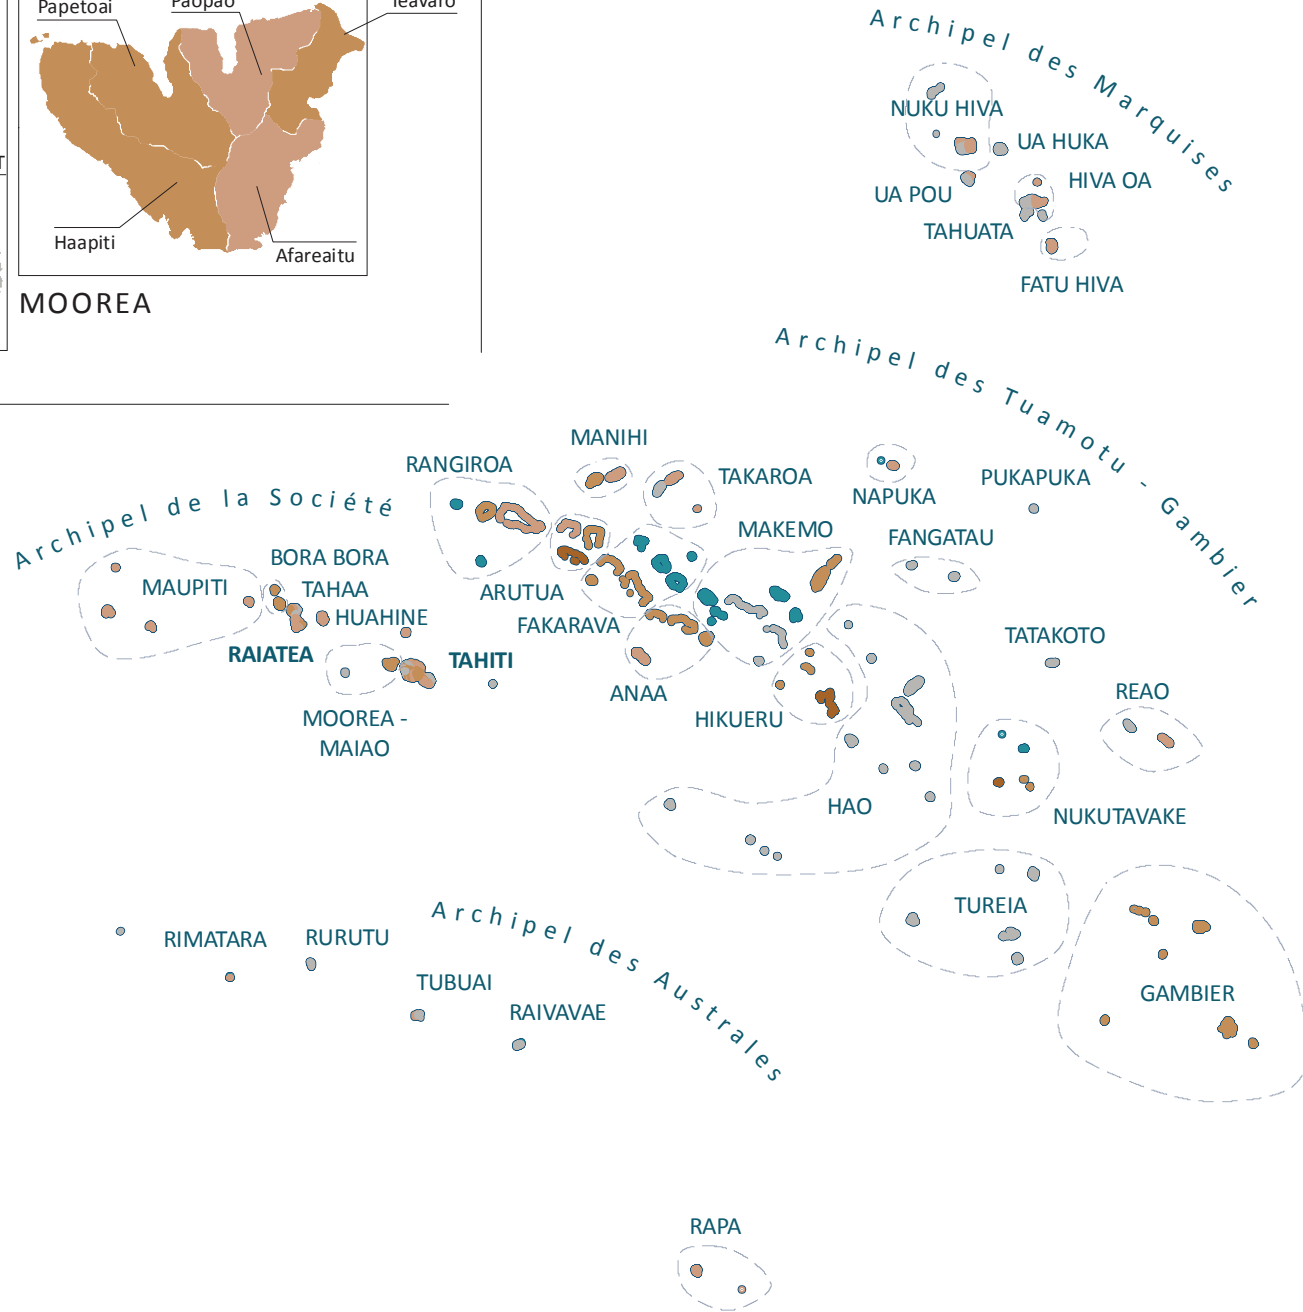 Papetoai
Paopao
Teavaro
Haapiti
Afareaitu
MOOREA
Archipel des Marquises
NUKU HIVA
UA HUKA
HIVA OA
UA POU
TAHUATA
FATU HIVA
Archipel des Tuamotu - Gambier
MANIHI
RANGIROA
TAKAROA
NAPUKA
PUKAPUKA
MAKEMO
FANGATAU
Archipel de la Société
BORA BORA
MAUPITI
TAHAA
HUAHINE
ARUTUA
FAKARAVA
RAIATEA
TAHITI
TATAKOTO
ANAA
REAO
HIKUERU
MOOREA -
MAIAO
HAO
NUKUTAVAKE
TUREIA
Archipel des Australes
RIMATARA
RURUTU
TUBUAI
RAIVAVAE
GAMBIER
RAPA